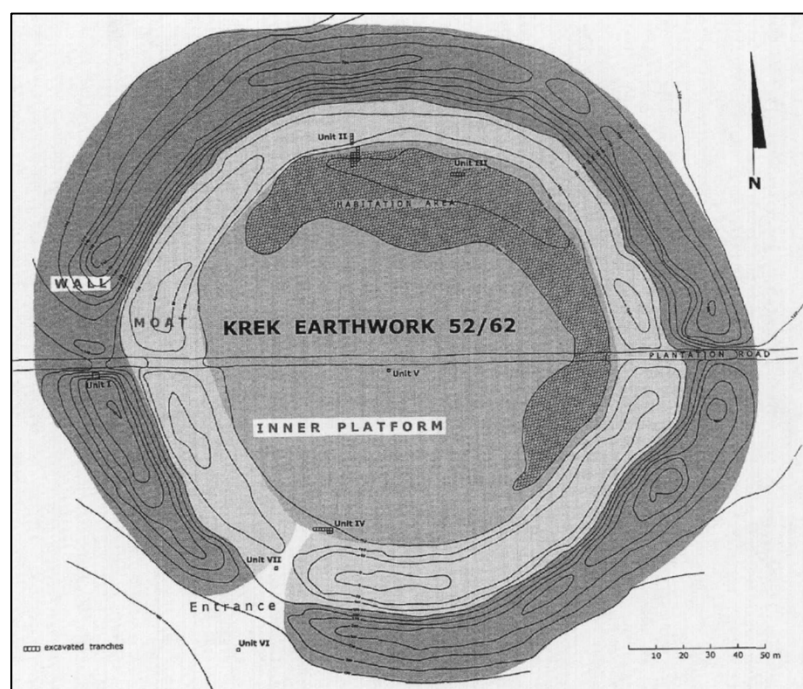 Unit II
Unit III
HABITATION AREA
N
WALL
MOAT
KREK EARTHWORK 52/62
PLANTATION ROAD
Unit I
Unit V
INNER PLATFORM
Unit IV
Unit VII
Entrance
Unit VI
excavated tranches
10 20 30 40 50 m